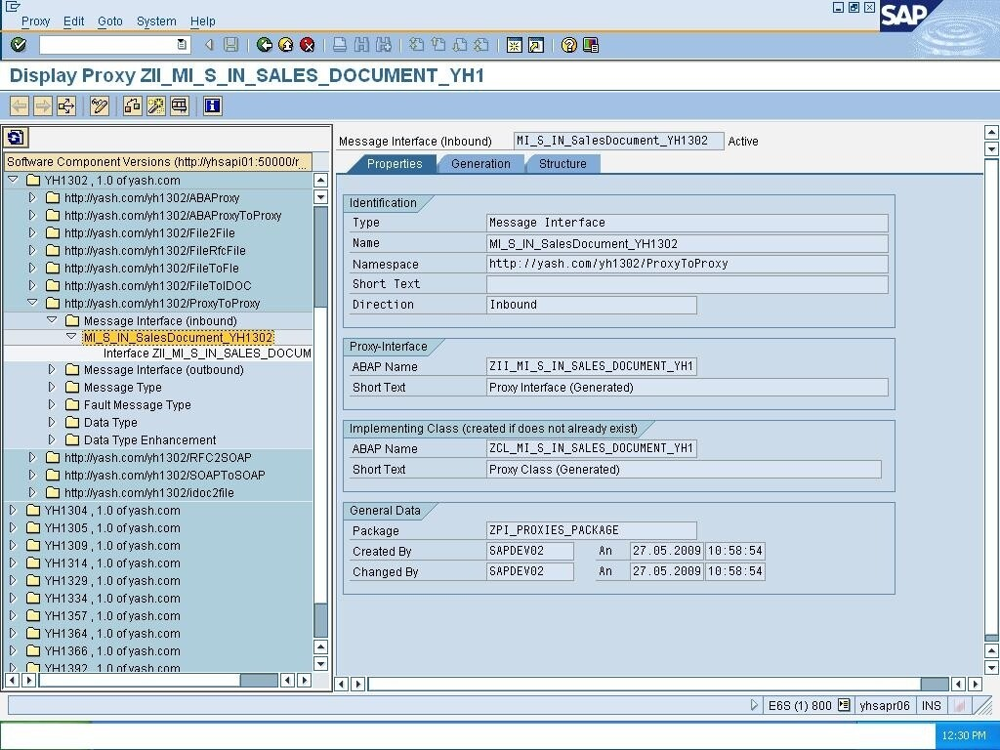 Proxy Edit Goto System Help
SAP
Display Proxy ZII_MI_S_IN_SALES_DOCUMENT_YH1
Software Component Versions (http://yhsapi01:50000/r...
YH1302 , 1.0 of yash.com
http://yash.com/yh1302/ABAProxy
http://yash.com/yh1302/ABAProxyToProxy
http://yash.com/yh1302/File2File
http://yash.com/yh1302/FileRfcFile
http://yash.com/yh1302/FileToFle
http://yash.com/yh1302/FileToIDOC
http://yash.com/yh1302/ProxyToProxy
Message Interface (inbound)
MI_S_IN_SalesDocument_YH1302
Interface ZII_MI_S_IN_SALES_DOCUM
Message Interface (outbound)
Message Type
Fault Message Type
Data Type
Data Type Enhancement
http://yash.com/yh1302/RFC2SOAP
http://yash.com/yh1302/SOAPToSOAP
http://yash.com/yh1302/idoc2file
YH1304 , 1.0 of yash.com
YH1305 , 1.0 of yash.com
YH1309 , 1.0 of yash.com
YH1314 , 1.0 of yash.com
YH1329 , 1.0 of yash.com
YH1334 , 1.0 of yash.com
YH1357 , 1.0 of yash.com
YH1364 , 1.0 of yash.com
YH1366 , 1.0 of yash.com
YH1392 , 1.0 of yash.com
Message Interface (Inbound) MI_S_IN_SalesDocument_YH1302 Active
Properties Generation Structure
Identification
Type Message Interface
Name MI_S_IN_SalesDocument_YH1302
Namespace http://yash.com/yh1302/ProxyToProxy
Short Text
Direction Inbound
Proxy-Interface
ABAP Name ZII_MI_S_IN_SALES_DOCUMENT_YH1
Short Text Proxy Interface (Generated)
Implementing Class (created if does not already exist)
ABAP Name ZCL_MI_S_IN_SALES_DOCUMENT_YH1
Short Text Proxy Class (Generated)
General Data
Package ZPI_PROXIES_PACKAGE
Created By SAPDEV02 An 27.05.2009 10:58:54
Changed By SAPDEV02 An 27.05.2009 10:58:54
E6S (1) 800 yhsapr06 INS
12:30 PM